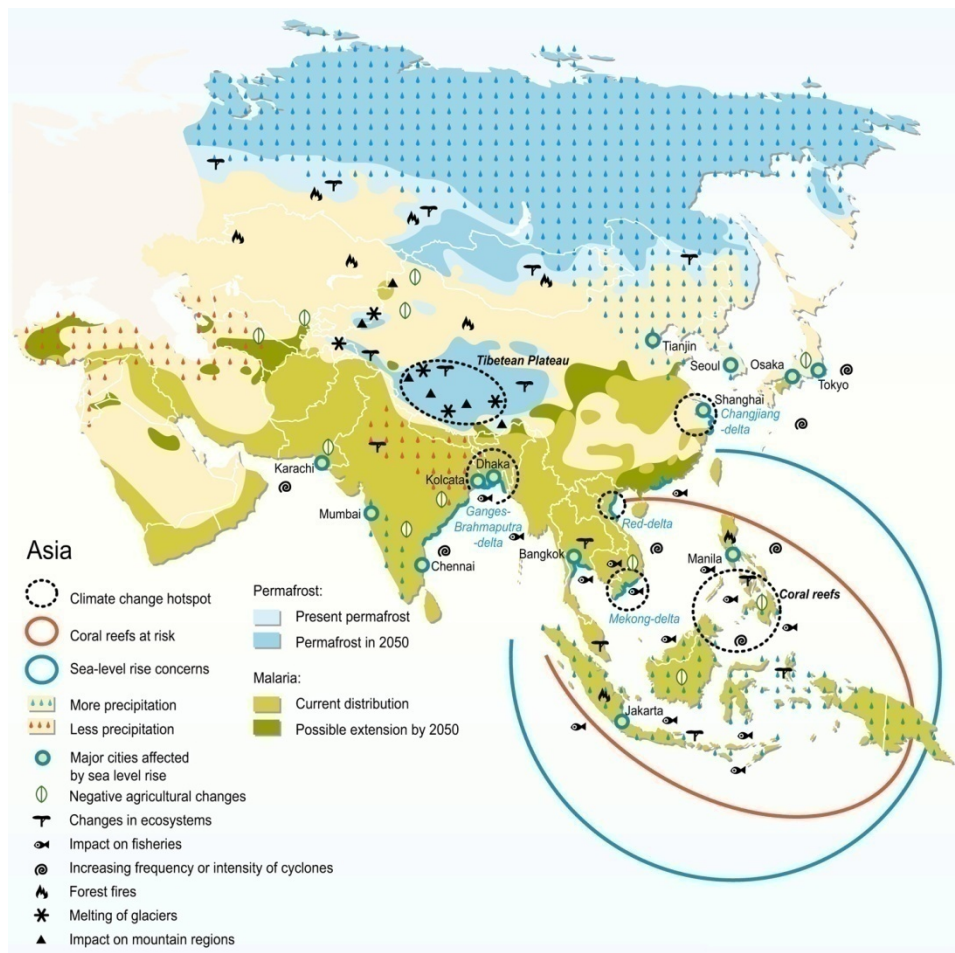 Tibetean Plateau
Tianjin
Seoul
Osaka
Tokyo
Shanghai
Changjiang
-delta
Karachi
Dhaka
Kolcata
Mumbai
Ganges-
Brahmaputra
-delta
Red-delta
Bangkok
Manila
Chennai
Coral reefs
Mekong-delta
Jakarta
Asia
Climate change hotspot
Coral reefs at risk
Sea-level rise concerns
More precipitation
Less precipitation
Major cities affected
by sea level rise
Negative agricultural changes
Changes in ecosystems
Impact on fisheries
Increasing frequency or intensity of cyclones
Forest fires
Melting of glaciers
Impact on mountain regions
Permafrost:
Present permafrost
Permafrost in 2050
Malaria:
Current distribution
Possible extension by 2050